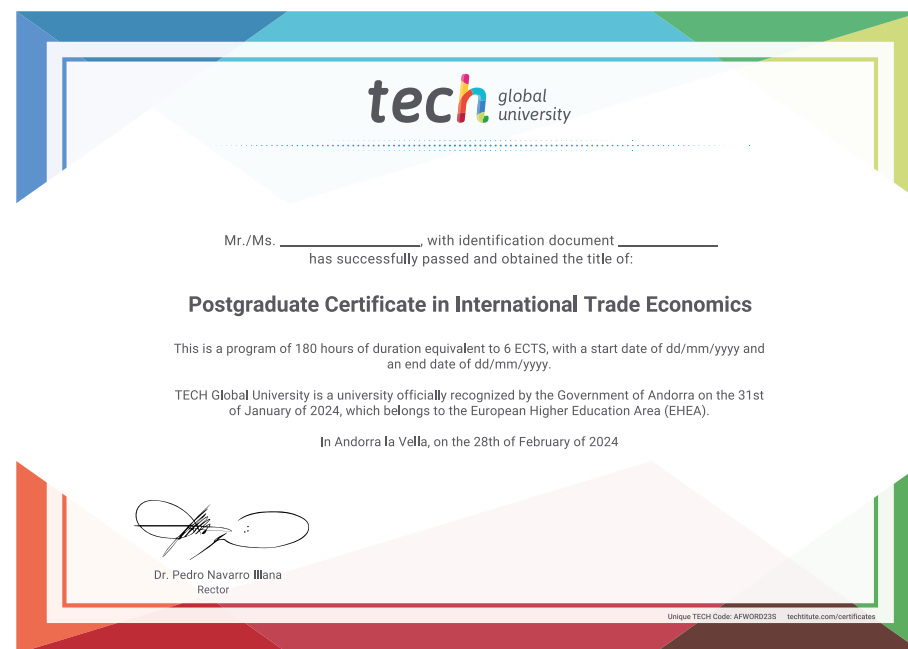 tech global university
Mr./Ms. ____________________, with identification document ______________
has successfully passed and obtained the title of:
Postgraduate Certificate in International Trade Economics
This is a program of 180 hours of duration equivalent to 6 ECTS, with a start date of dd/mm/yyyy and
an end date of dd/mm/yyyy.
TECH Global University is a university officially recognized by the Government of Andorra on the 31st
of January of 2024, which belongs to the European Higher Education Area (EHEA).
In Andorra la Vella, on the 28th of February of 2024
Dr. Pedro Navarro Illana
Rector
Unique TECH Code: AFWORD23S techtitute.com/certificates